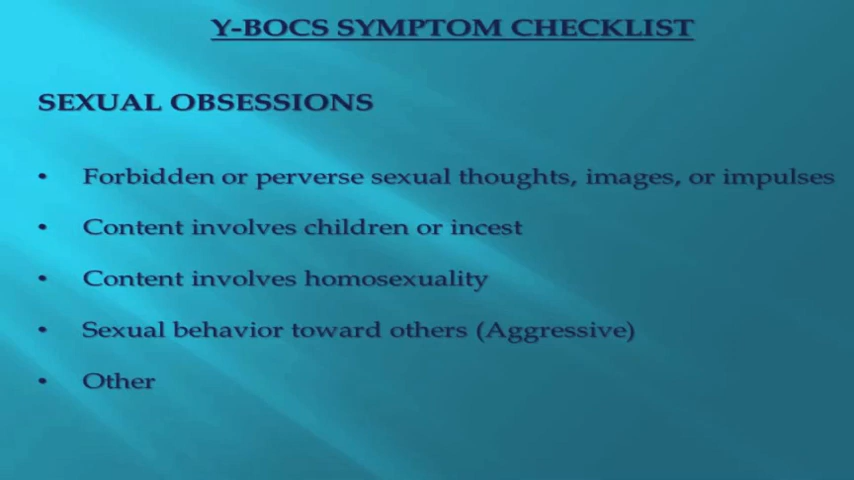 Y-BOCS SYMPTOM CHECKLIST
SEXUAL OBSESSIONS
• Forbidden or perverse sexual thoughts, images, or impulses
• Content involves children or incest
• Content involves homosexuality
• Sexual behavior toward others (Aggressive)
• Other